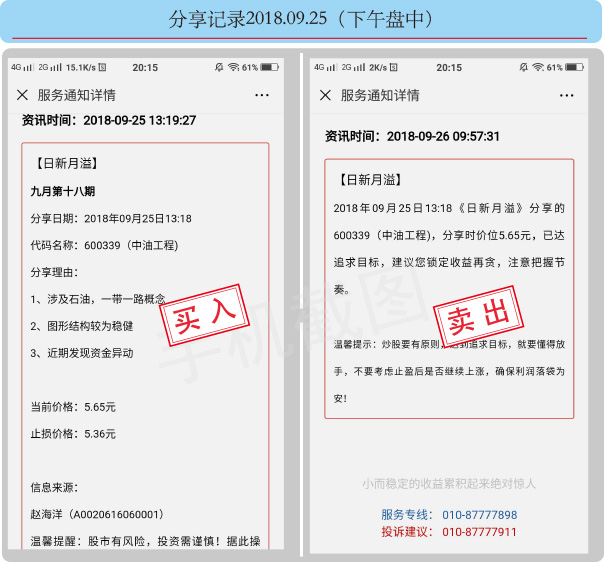 分享记录2018.09.25（下午盘中）
4G 2G 15.1K/s 20:15 61%
服务通知详情
资讯时间：2018-09-25 13:19:27
【日新月溢】
九月第十八期
分享日期：2018年09月25日13:18
代码名称：600339（中油工程)
分享理由：
1、涉及石油，一带一路概念
2、图形结构较为稳健
3、近期发现资金异动
买入
当前价格：5.65元
止损价格：5.36元
信息来源：
赵海洋（A0020616060001）
温馨提醒：股市有风险，投资需谨慎！据此操
4G 2G 2K/s 20:15 61%
服务通知详情
资讯时间：2018-09-26 09:57:31
【日新月溢】
2018年09月25日13:18《日新月溢》分享的
600339（中油工程)，分享时价位5.65元，已达
追求目标，建议您锁定收益再贪，注意把握节
奏。
卖出
温馨提示：炒股要有原则，达到追求目标，就要懂得放
手，不要考虑止盈后是否继续上涨，确保利润落袋为
安！
小而稳定的收益累积起来绝对惊人
服务专线： 010-87777898
投诉建议： 010-87777911
手机截图